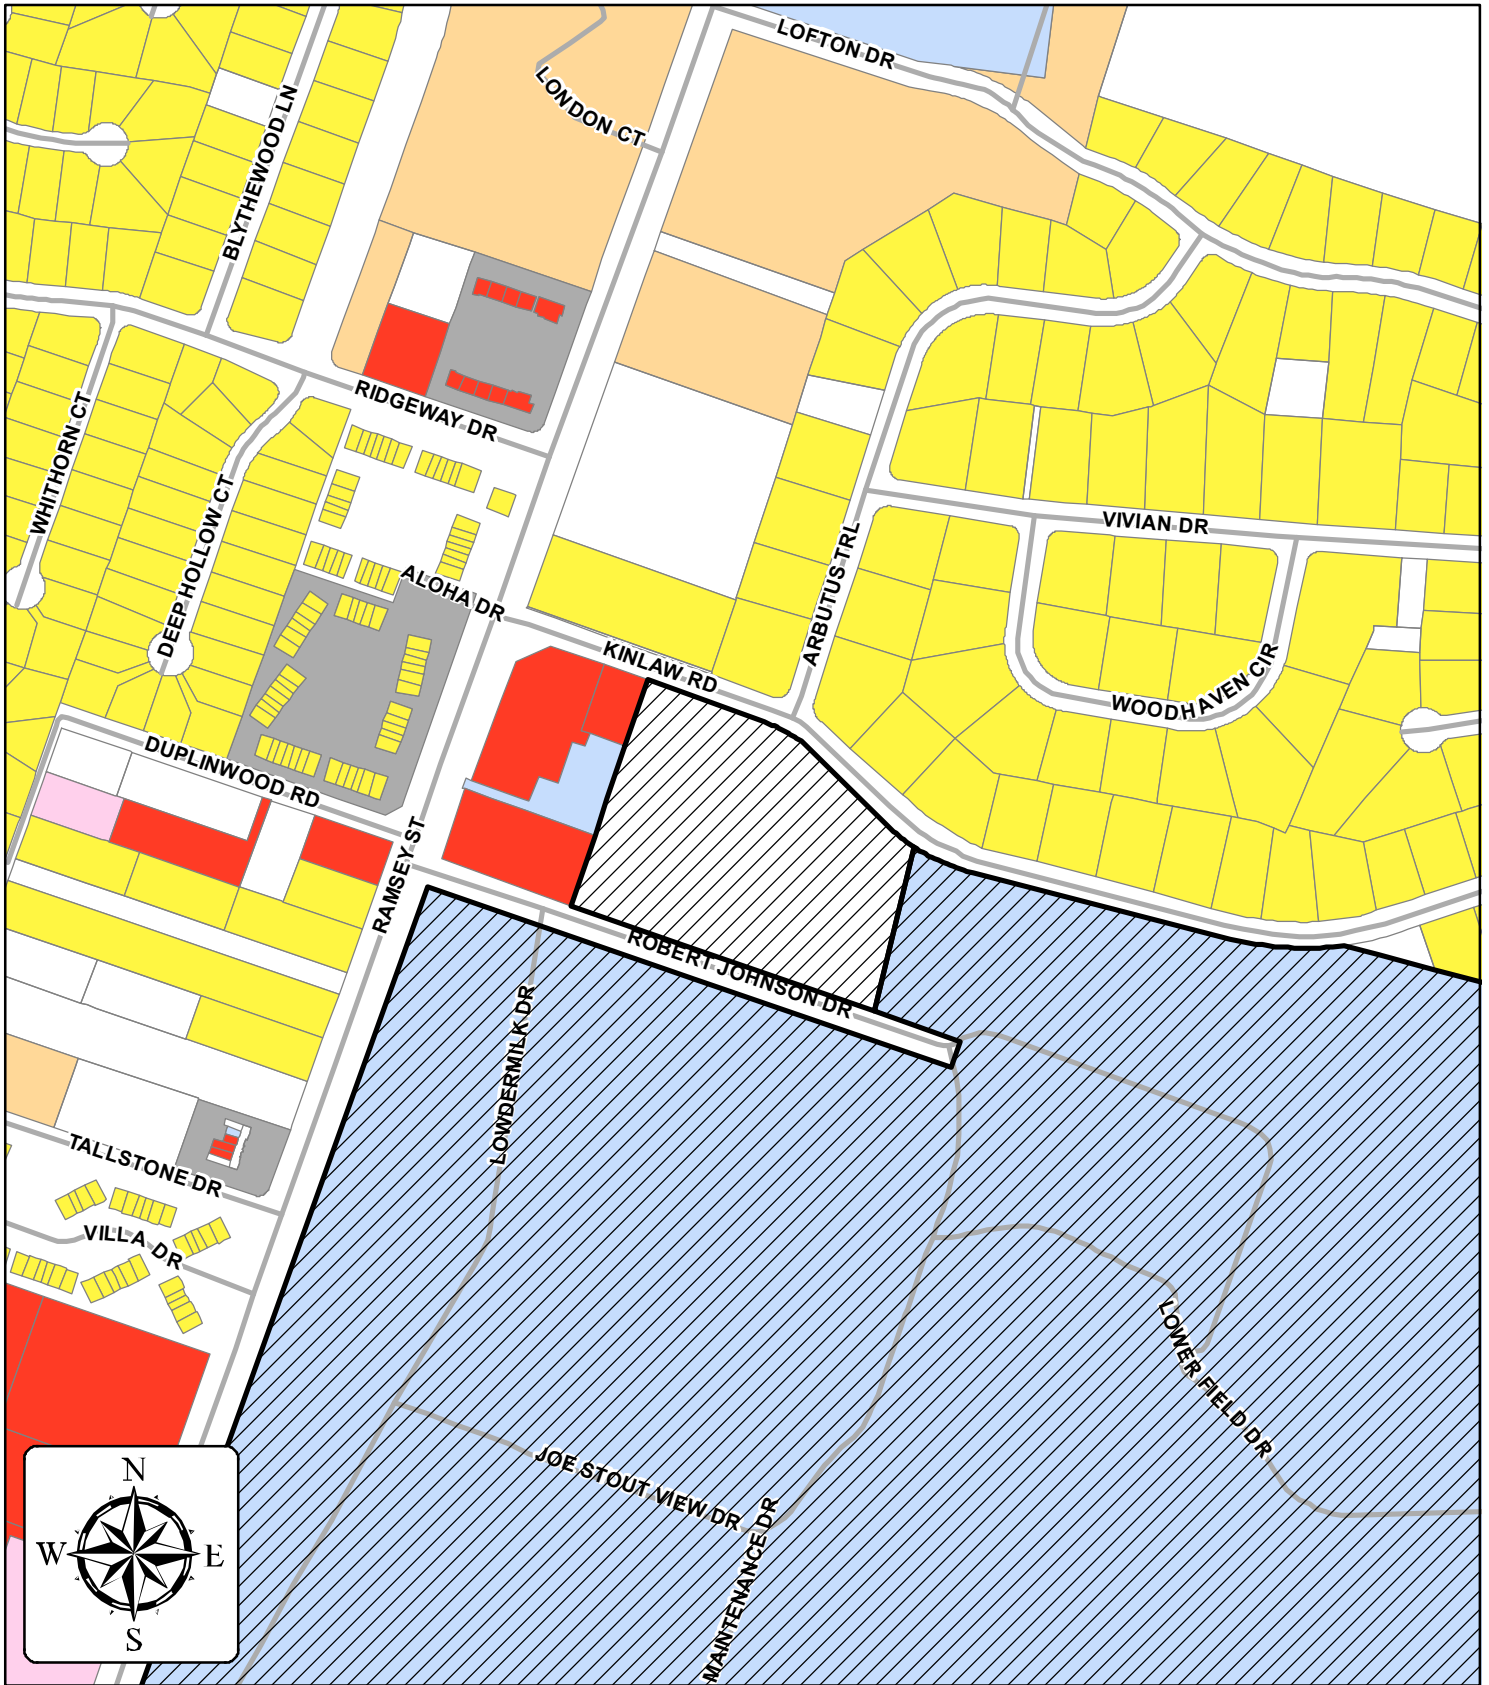 LOFTON DR
LONDON CT
BLYTHEWOOD LN
RIDGEWAY DR
WHITHORN CT
DEEP HOLLOW CT
VIVIAN DR
ARBUTUS TRL
ALOHA DR
KINLAW RD
WOODHAVEN CIR
DUPLINWOOD RD
RAMSEY ST
ROBERT JOHNSON DR
LOWDERMILK DR
TALLSTONE DR
VILLA DR
LOWER FIELD DR
JOE STOUT VIEW DR
MAINTENANCE DR
N
W E
S